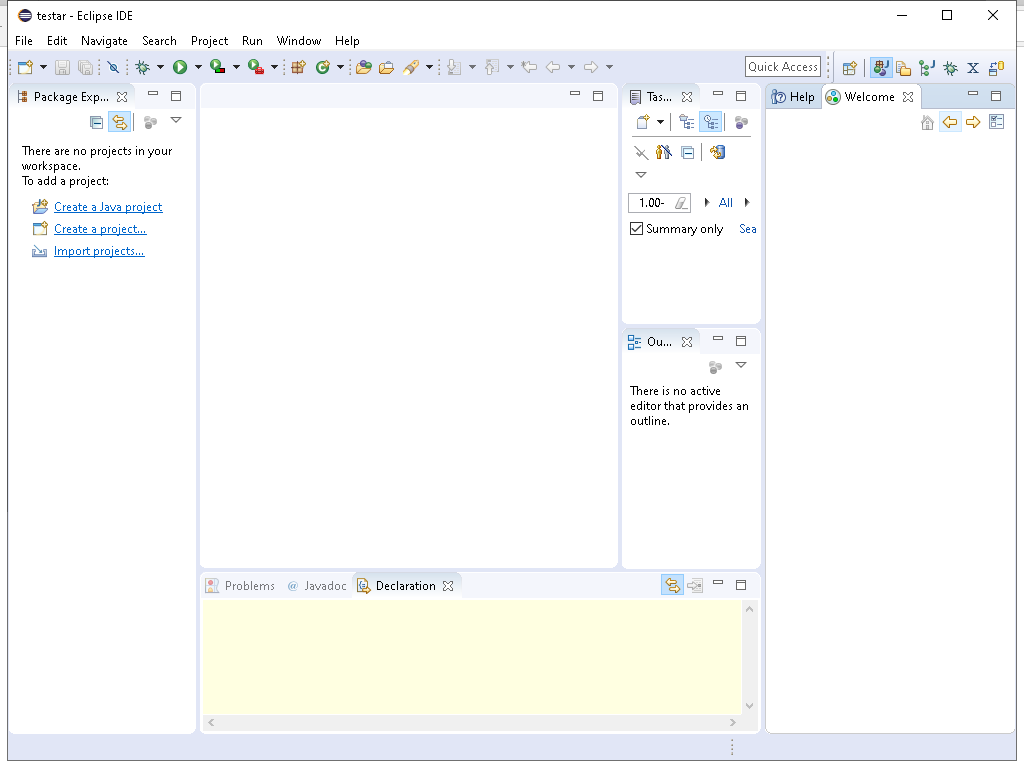 testar - Eclipse IDE
File Edit Navigate Search Project Run Window Help
Quick Access
Package Exp...
There are no projects in your
workspace.
To add a project:
Create a Java project
Create a project...
Import projects...
Tas...
1.00-
All
Summary only
Sea
Ou...
There is no active
editor that provides an
outline.
Help
Welcome
Problems
@ Javadoc
Declaration